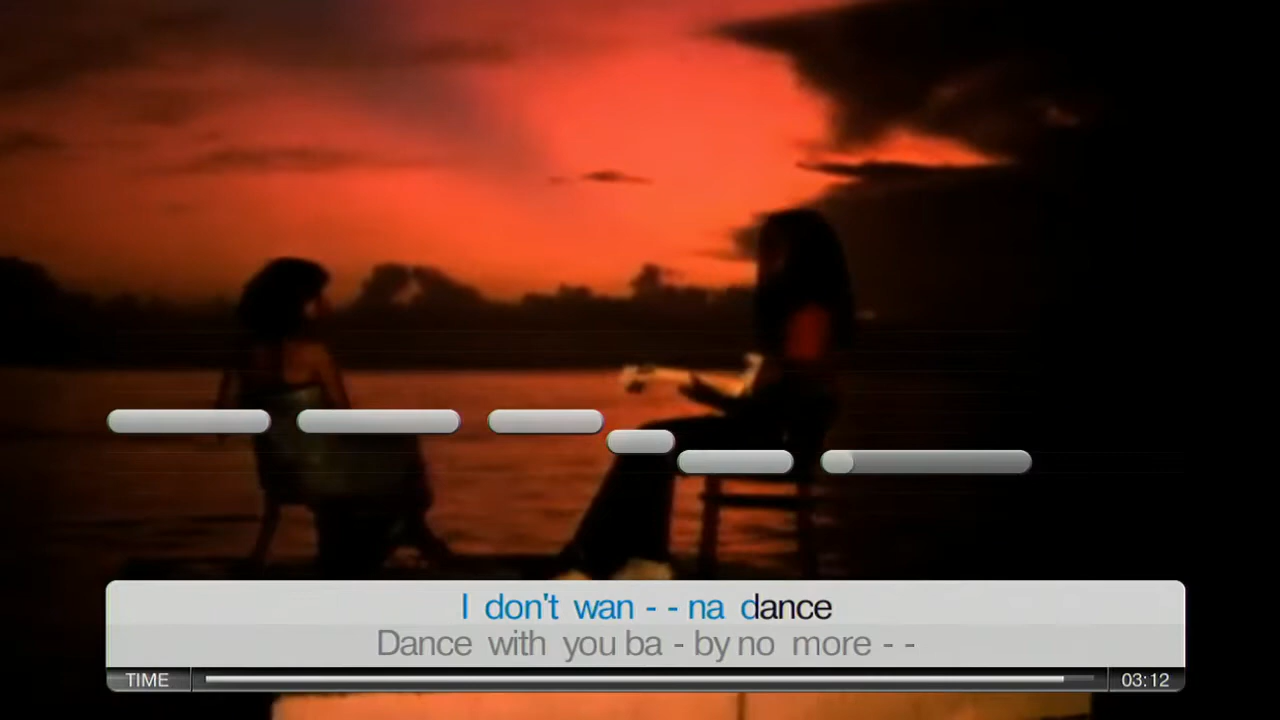 I don't wan - - na dance
Dance with you ba - by no more - -
TIME 03:12